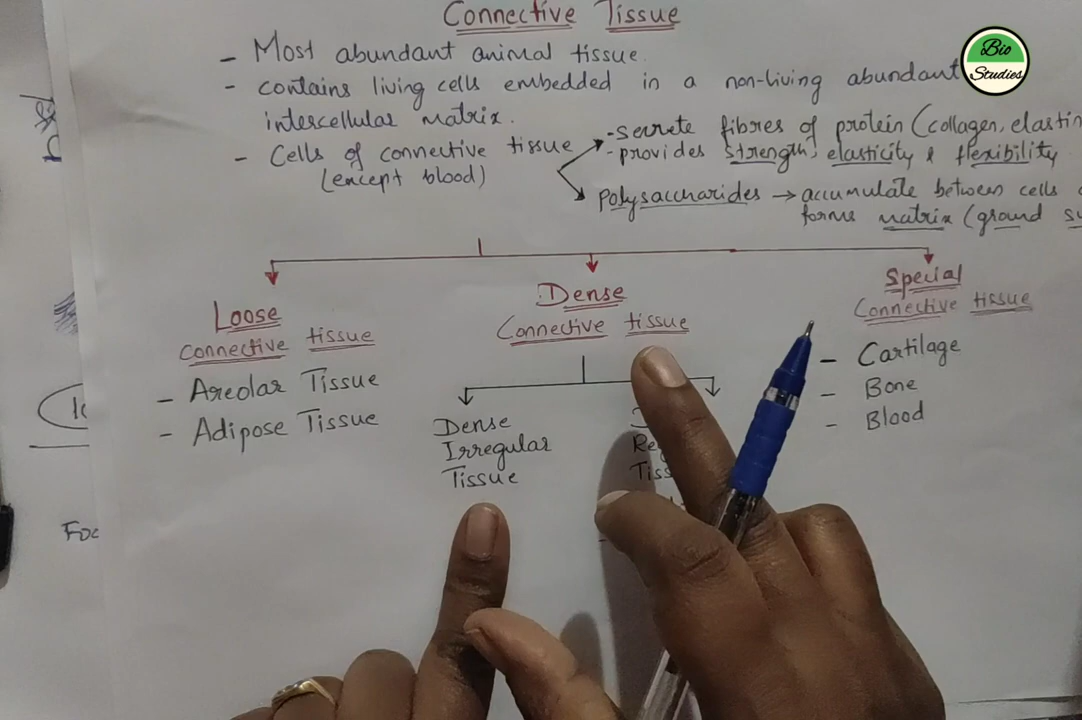 Connective Tissue
- Most abundant animal tissue.
- contains living cells embedded in a non-living abundant
intercellular matrix.
- Cells of connective tissue
(except blood)
- secrete fibres of protein (collagen, elastin
- provides strength, elasticity & flexibility
polysaccharides → accumulate between cells
forms matrix (ground
Loose
connective tissue
- Areolar Tissue
- Adipose Tissue
Dense
Connective tissue
Dense
Irregular
Tissue
Special
Connective tissue
- Cartilage
- Bone
- Blood
Bio
Studies